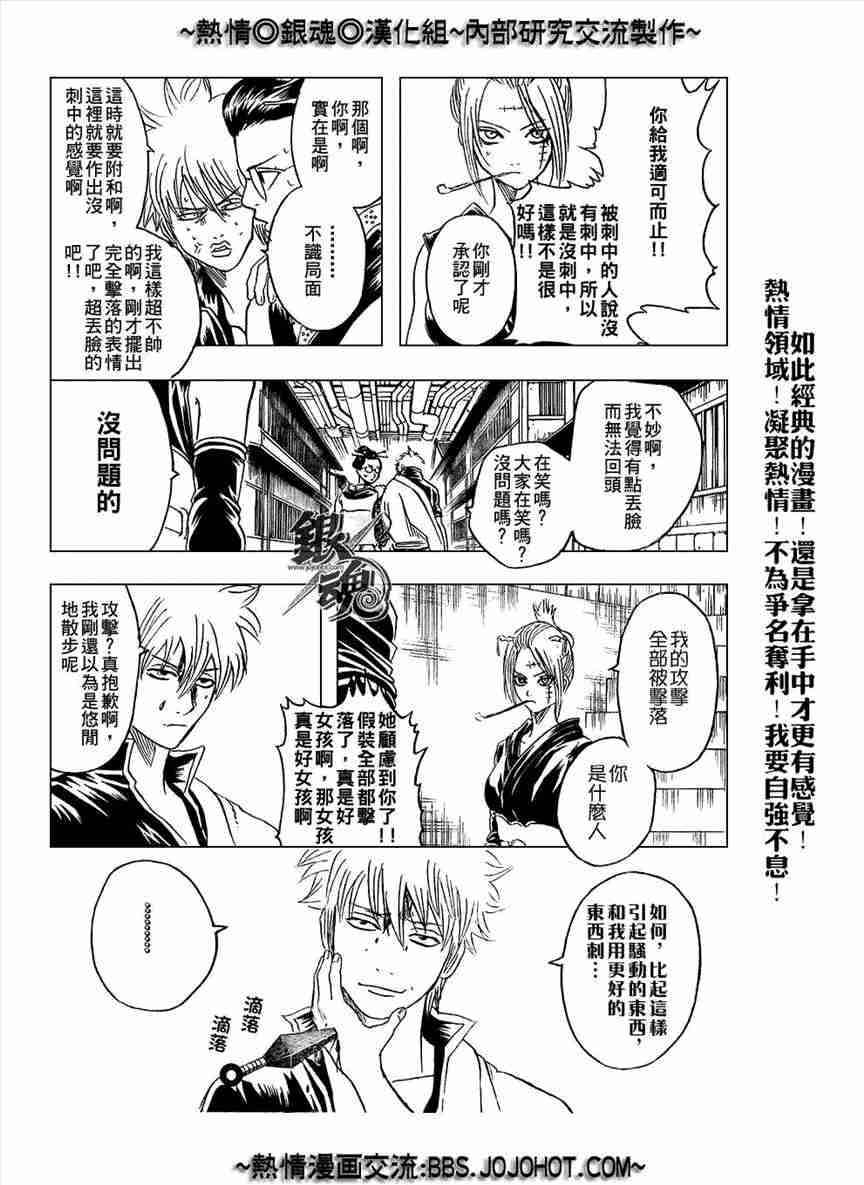 ~熱情◎銀魂◎漢化組~內部研究交流製作~
你給我適可而止!!
被刺中的人說沒
有刺中，所以
就是沒刺中，
這樣不是很
好嗎!!
你剛才
承認了呢
那個啊，
你啊，
實在是啊
………
不識局面
這時就要附和啊，
這裡就要作出沒
刺中的感覺啊
我這樣超不帥
的啊，剛才擺出
完全擊落的表情
了吧，超丟臉的
吧!!
不妙啊，
我覺得有點丟臉
而無法回頭
在笑嗎？
大家在笑嗎？
沒問題嗎？
沒問題的
銀魂
www.jojohot.com
我的攻擊
全部被擊落
你
是什麼人
她顧慮到你了!!
假裝全部都擊
落了，真是好
女孩啊，那女孩
真是好女孩啊
攻擊？真抱歉啊，
我剛還以為是悠閒
地散步呢
如何，比起這樣
引起騷動的東西，
和我用更好的
東西刺…
滴落
滴落
………
如此經典的漫畫！還是拿在手中才更有感覺！
熱情領域！凝聚熱情！不為爭名奪利！我要自強不息！
~熱情漫画交流:BBS.JOJOHOT.COM~